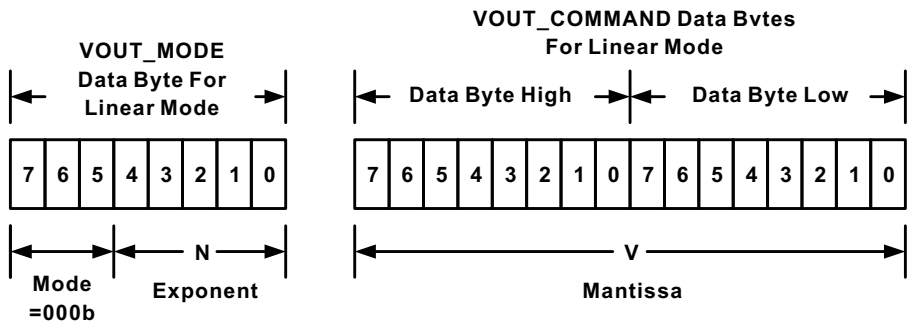 VOUT_COMMAND Data Bvtes
For Linear Mode
VOUT_MODE
Data Byte For
Linear Mode
Data Byte High
Data Byte Low
7 6 5 4 3 2 1 0
7 6 5 4 3 2 1 0 7 6 5 4 3 2 1 0
N
V
Mode
=000b
Exponent
Mantissa